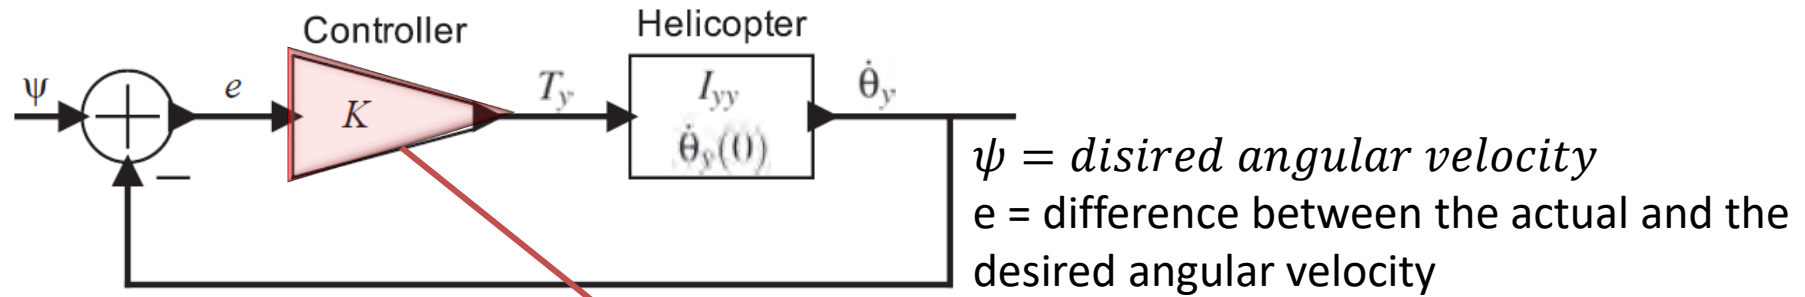 Controller
Helicopter
ψ
e
K
T_y
I_yy
θ̇_y(0)
θ̇_y
−
ψ = disired angular velocity
e = difference between the actual and the
desired angular velocity